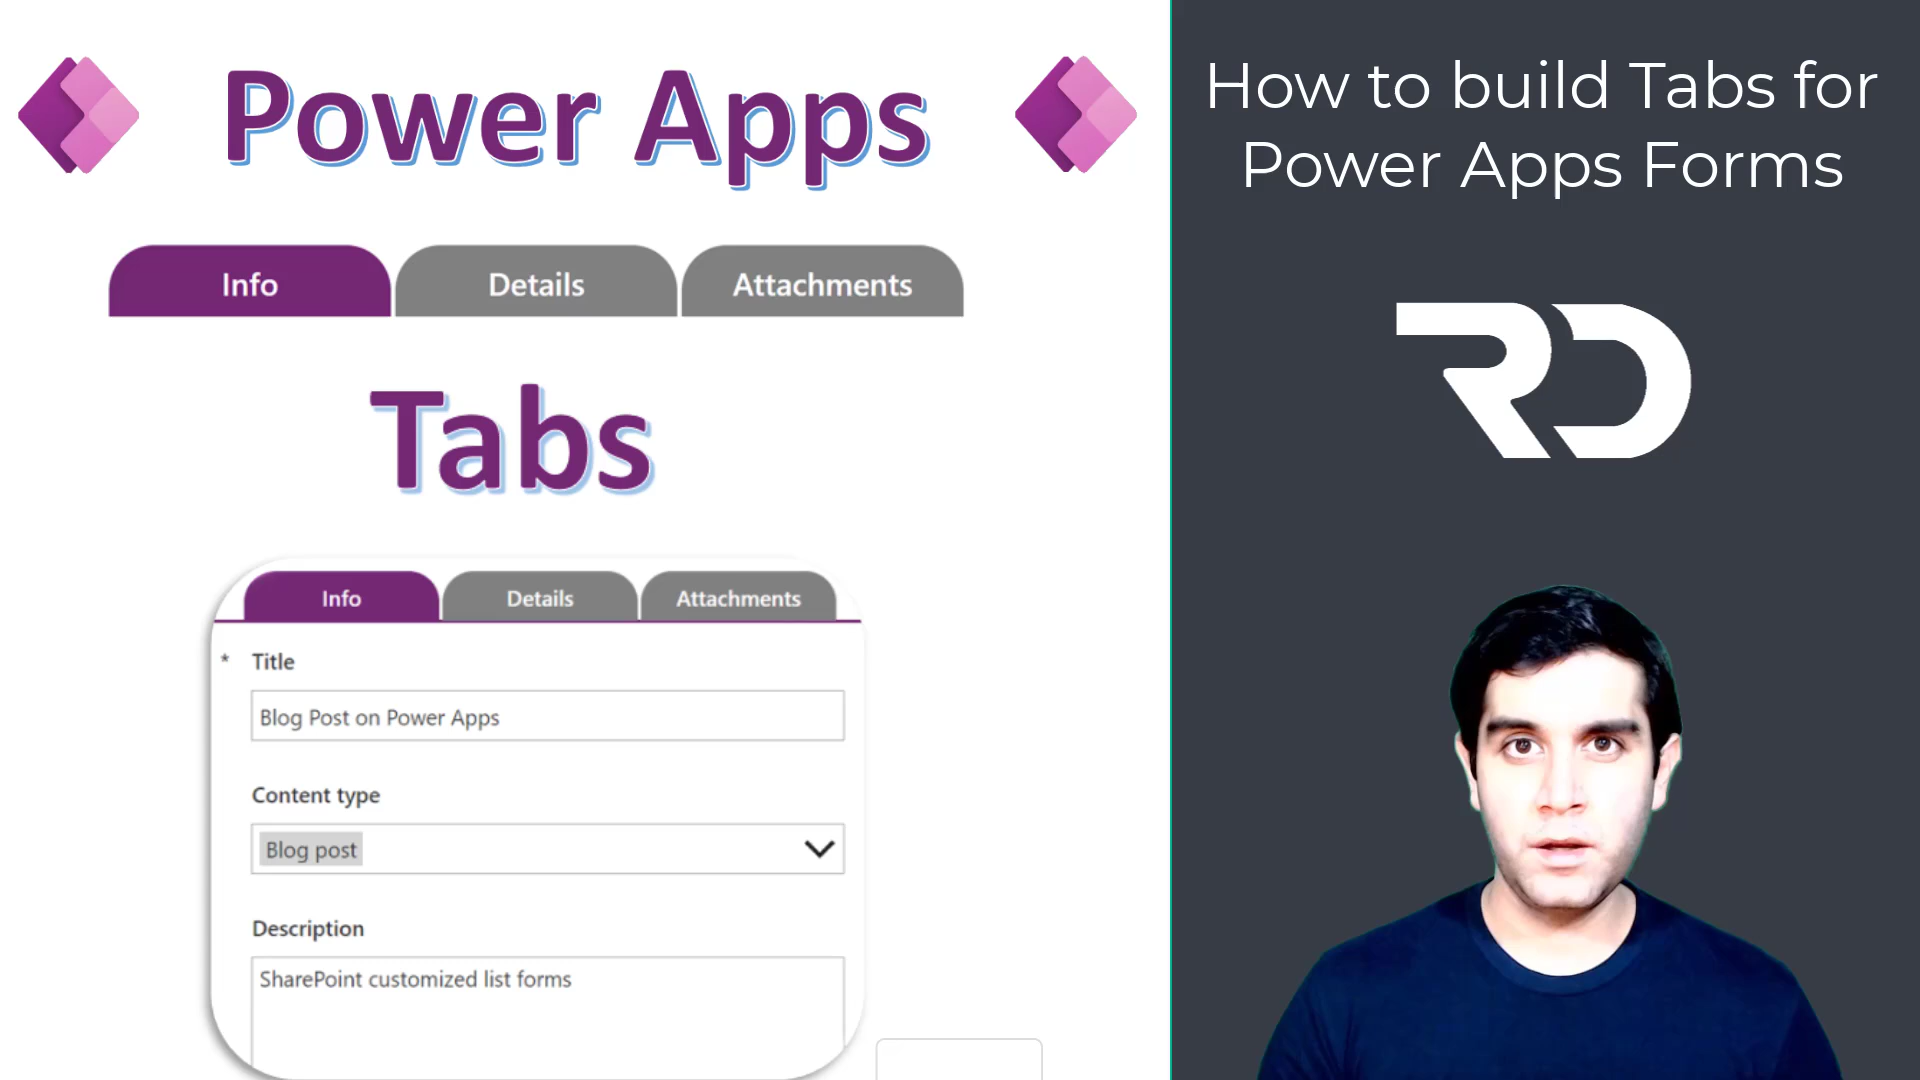 Power Apps
Info Details Attachments
Tabs
Info Details Attachments
* Title
Blog Post on Power Apps
Content type
Blog post
Description
SharePoint customized list forms
How to build Tabs for
Power Apps Forms
RD